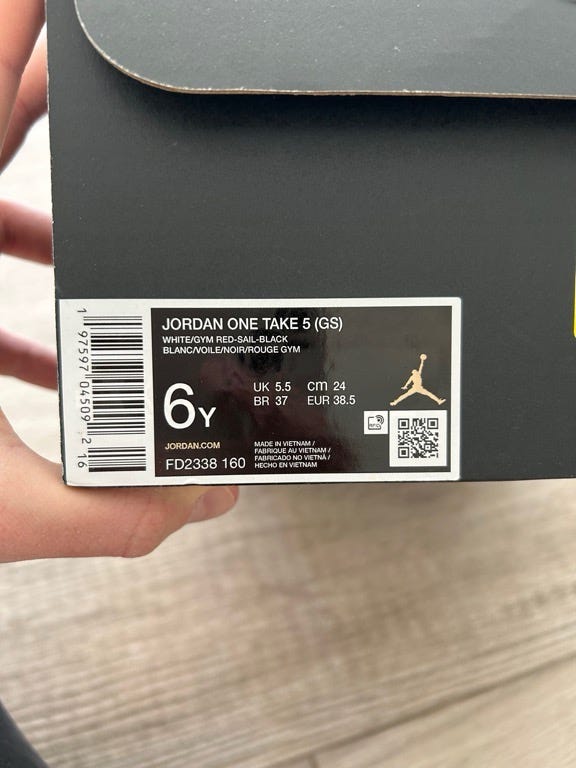 JORDAN ONE TAKE 5 (GS)
WHITE/GYM RED-SAIL-BLACK
BLANC/VOILE/NOIR/ROUGE GYM
6Y
UK 5.5 cm 24
BR 37 EUR 38.5
JORDAN.COM
FD2338 160
MADE IN VIETNAM /
FABRIQUE AU VIETNAM /
FABRICADO NO VIETNÃ /
HECHO EN VIETNAM
RFID
1 97597 04509 2 16